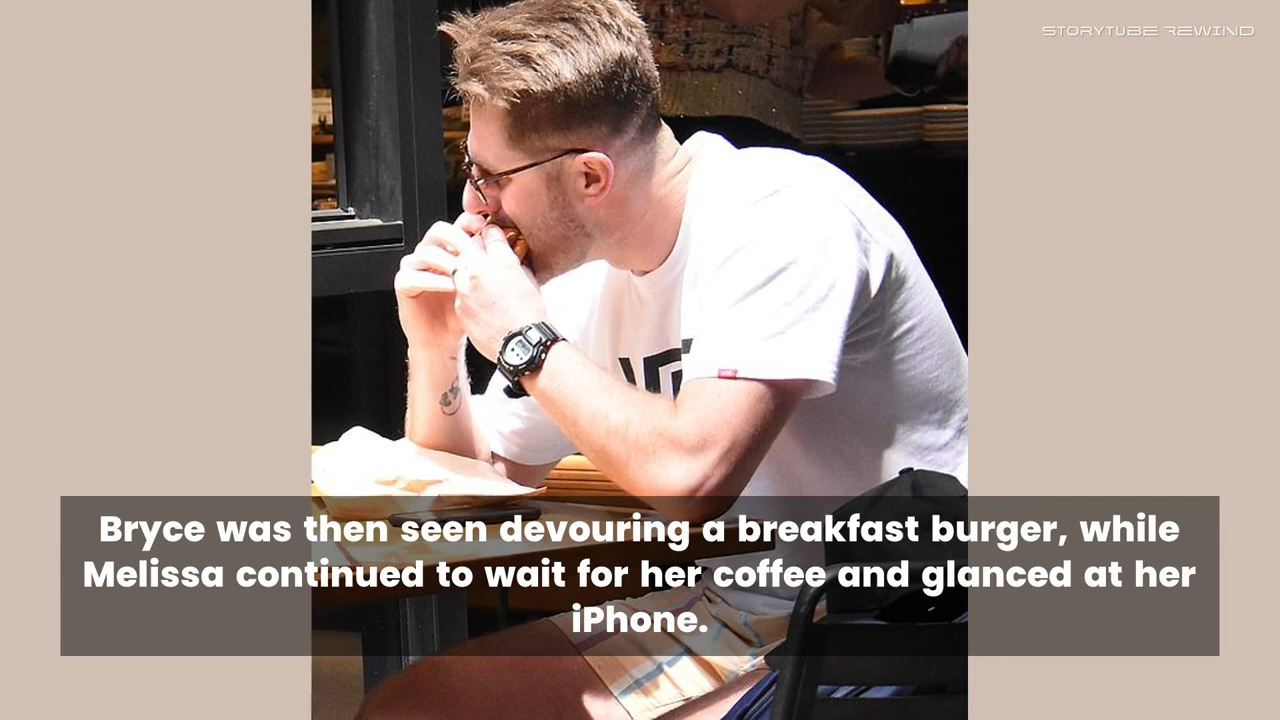 STORYTUBE REWIND
Bryce was then seen devouring a breakfast burger, while
Melissa continued to wait for her coffee and glanced at her
iPhone.